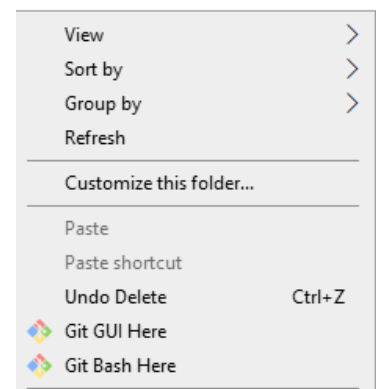 View
Sort by
Group by
Refresh
Customize this folder...
Paste
Paste shortcut
Undo Delete Ctrl+Z
Git GUI Here
Git Bash Here